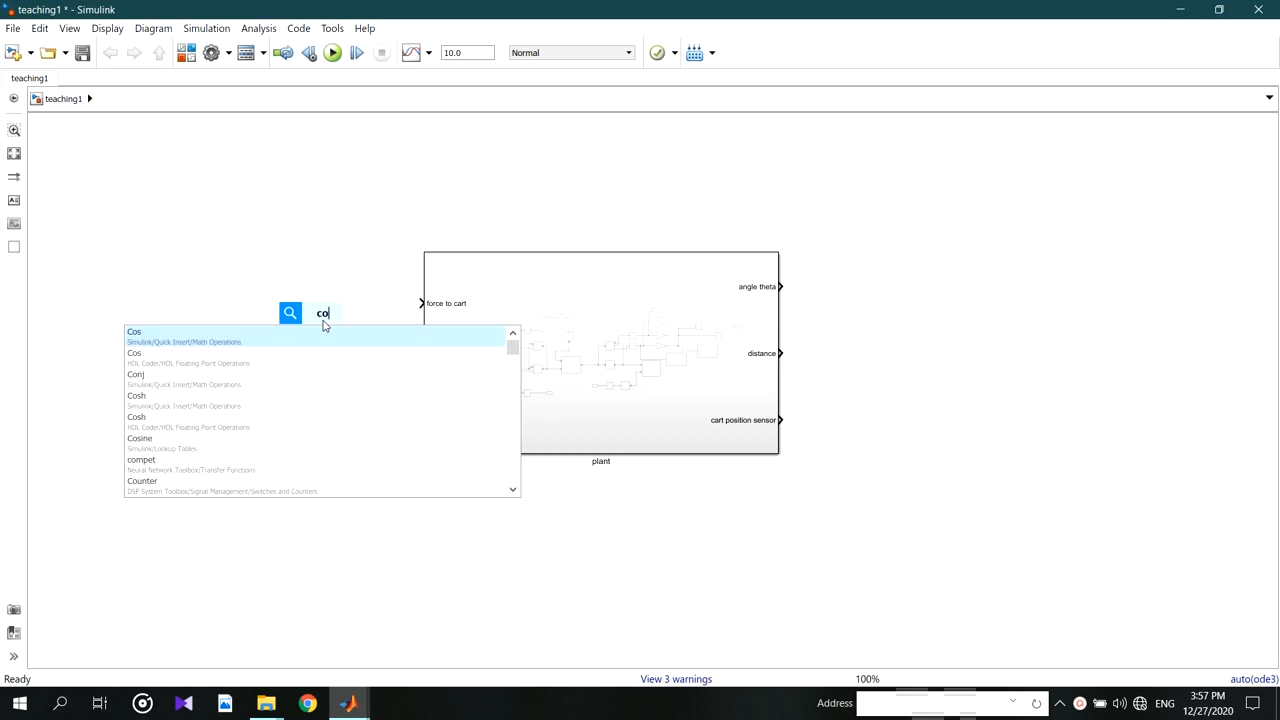 teaching1 * - Simulink
File Edit View Display Diagram Simulation Analysis Code Tools Help
10.0 Normal
teaching1
teaching1
force to cart
angle theta
distance
cart position sensor
plant
co
Cos
Simulink/Quick Insert/Math Operations
Cos
HDL Coder/HDL Floating Point Operations
Conj
Simulink/Quick Insert/Math Operations
Cosh
Simulink/Quick Insert/Math Operations
Cosh
HDL Coder/HDL Floating Point Operations
Cosine
Simulink/Lookup Tables
compet
Neural Network Toolbox/Transfer Functions
Counter
DSP System Toolbox/Signal Management/Switches and Counters
Ready View 3 warnings 100% auto(ode3)
Address ENG 3:57 PM
12/27/2020